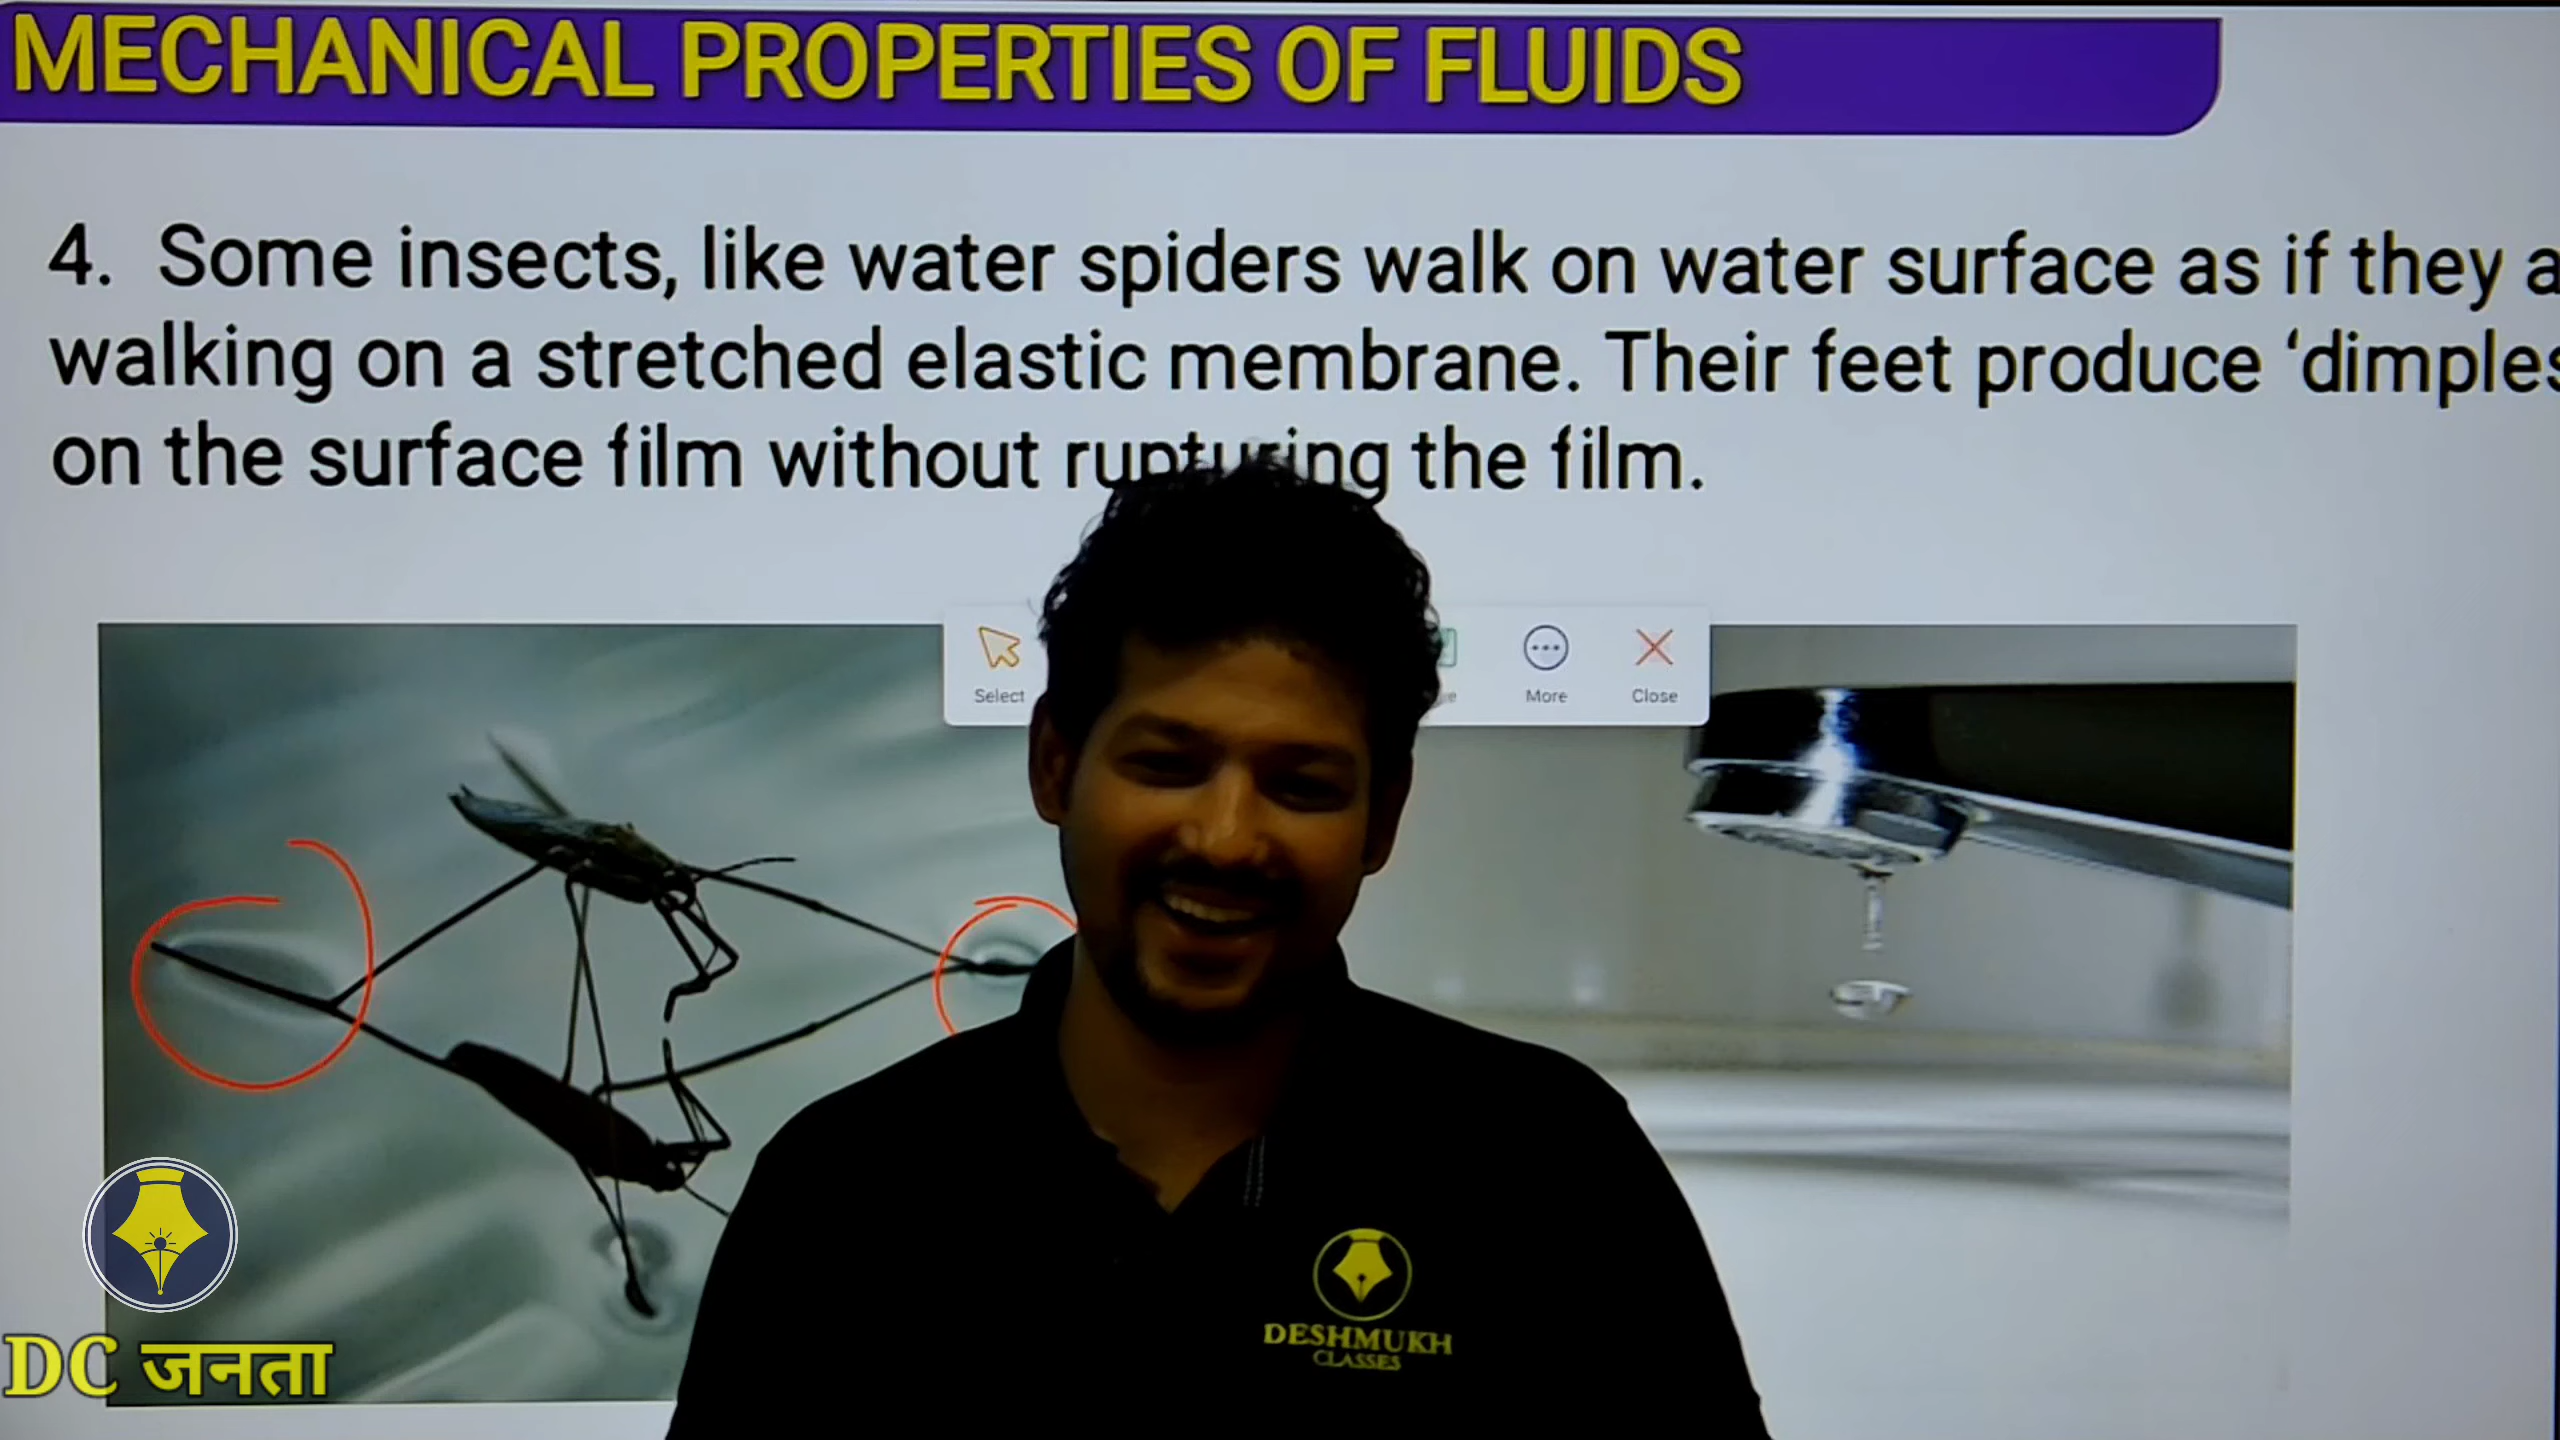 MECHANICAL PROPERTIES OF FLUIDS
4. Some insects, like water spiders walk on water surface as if they a
walking on a stretched elastic membrane. Their feet produce ‘dimples
on the surface film without rupturing the film.
Select
More
Close
DESHMUKH
CLASSES
DC जनता